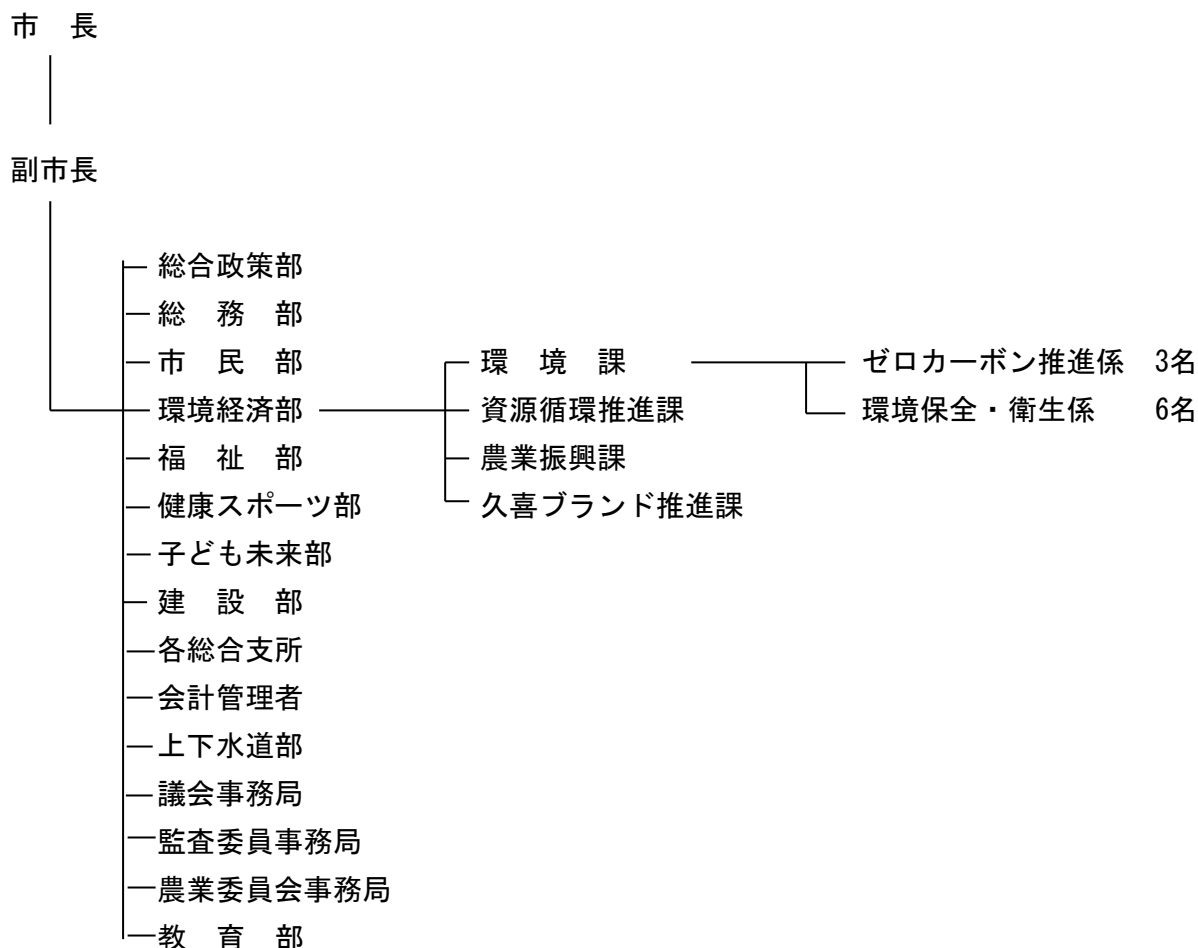 市　長
副市長
総合政策部
総　務　部
市　民　部　環　境　課　ゼロカーボン推進係　3名
環境経済部　資源循環推進課　環境保全・衛生係　6名
福　祉　部　農業振興課
健康スポーツ部　久喜ブランド推進課
子ども未来部
建　設　部
各総合支所
会計管理者
上下水道部
議会事務局
監査委員事務局
農業委員会事務局
教　育　部